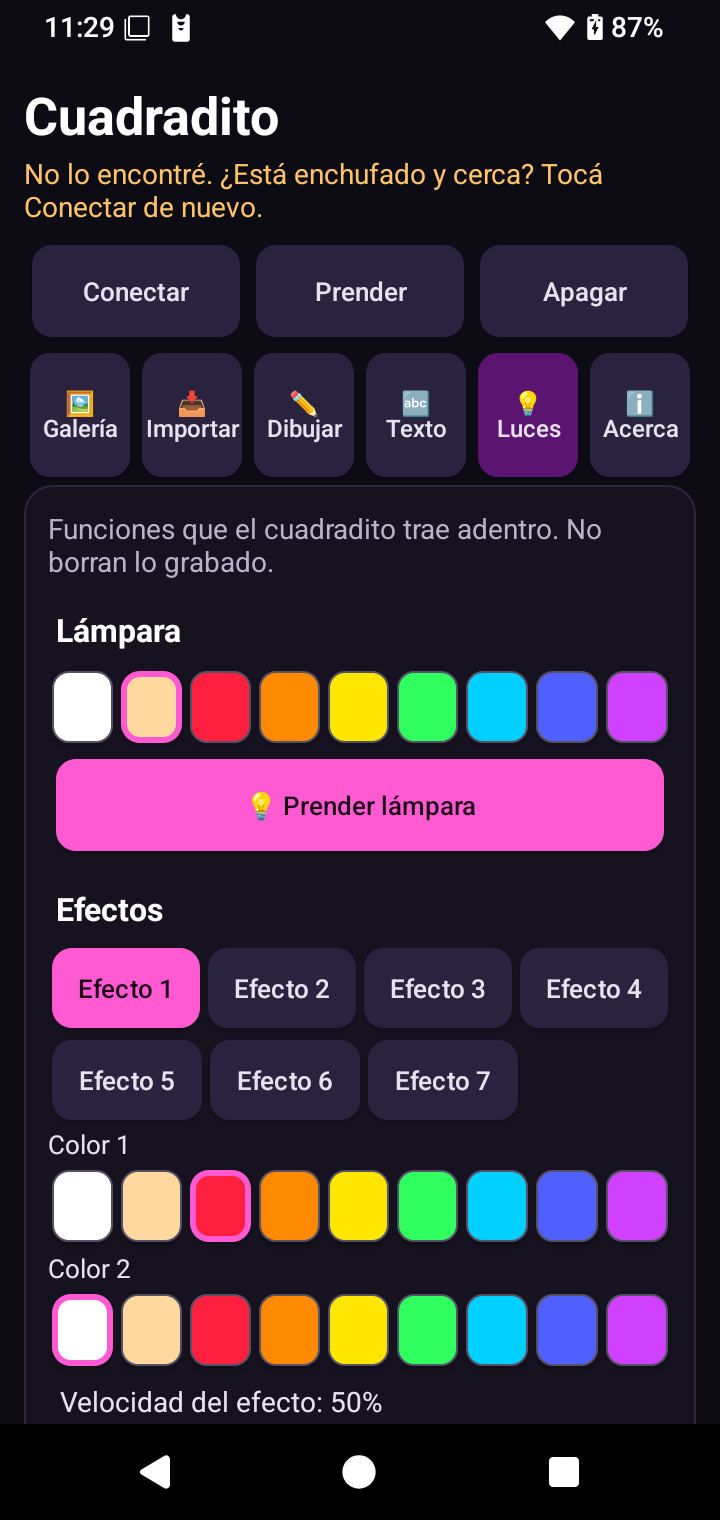 11:29
87%
Cuadradito
No lo encontré. ¿Está enchufado y cerca? Tocá
Conectar de nuevo.
Conectar Prender Apagar
Galería Importar Dibujar Texto Luces Acerca
Funciones que el cuadradito trae adentro. No
borran lo grabado.
Lámpara
Prender lámpara
Efectos
Efecto 1 Efecto 2 Efecto 3 Efecto 4
Efecto 5 Efecto 6 Efecto 7
Color 1
Color 2
Velocidad del efecto: 50%